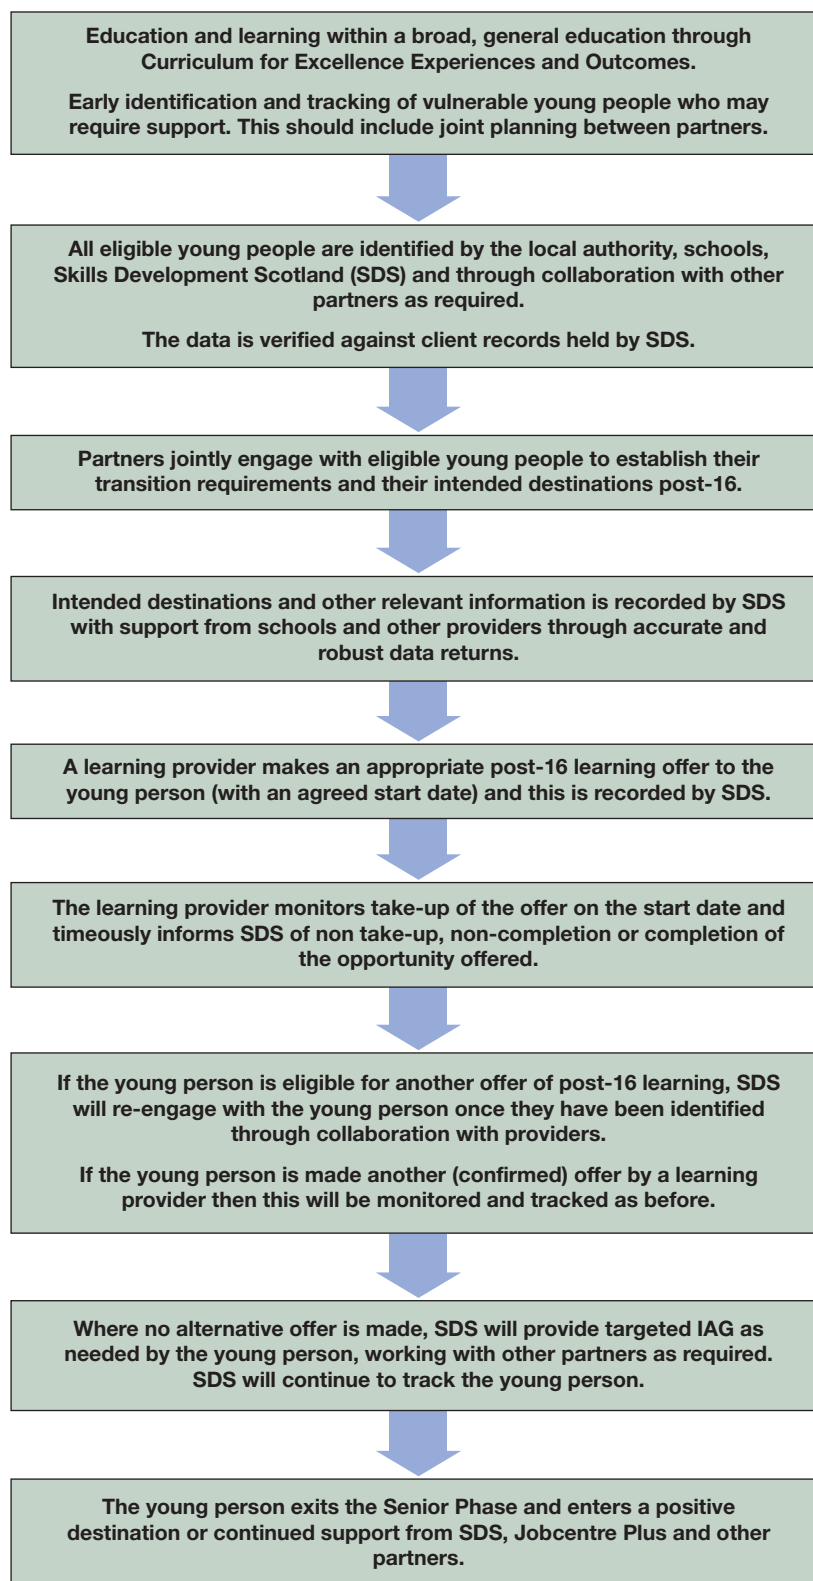 Education and learning within a broad, general education through
Curriculum for Excellence Experiences and Outcomes.
Early identification and tracking of vulnerable young people who may
require support. This should include joint planning between partners.
All eligible young people are identified by the local authority, schools,
Skills Development Scotland (SDS) and through collaboration with other
partners as required.
The data is verified against client records held by SDS.
Partners jointly engage with eligible young people to establish their
transition requirements and their intended destinations post-16.
Intended destinations and other relevant information is recorded by SDS
with support from schools and other providers through accurate and
robust data returns.
A learning provider makes an appropriate post-16 learning offer to the
young person (with an agreed start date) and this is recorded by SDS.
The learning provider monitors take-up of the offer on the start date and
timeously informs SDS of non take-up, non-completion or completion of
the opportunity offered.
If the young person is eligible for another offer of post-16 learning, SDS
will re-engage with the young person once they have been identified
through collaboration with providers.
If the young person is made another (confirmed) offer by a learning
provider then this will be monitored and tracked as before.
Where no alternative offer is made, SDS will provide targeted IAG as
needed by the young person, working with other partners as required.
SDS will continue to track the young person.
The young person exits the Senior Phase and enters a positive
destination or continued support from SDS, Jobcentre Plus and other
partners.